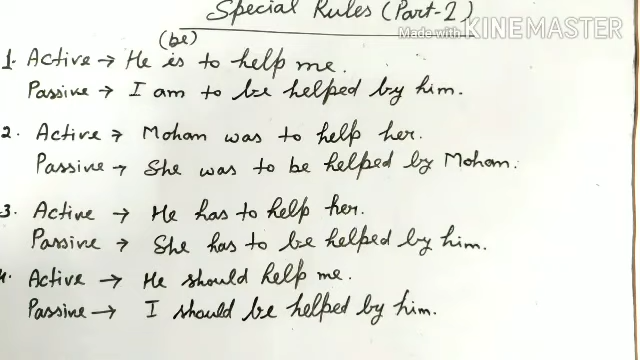 Special Rules (Part-2)
Made with KINEMASTER
(be)
1. Active → He is to help me.
Passive → I am to be helped by him.
2. Active → Mohan was to help her.
Passive → She was to be helped by Mohan.
3. Active → He has to help her.
Passive → She has to be helped by him.
4. Active → He should help me.
Passive → I should be helped by him.